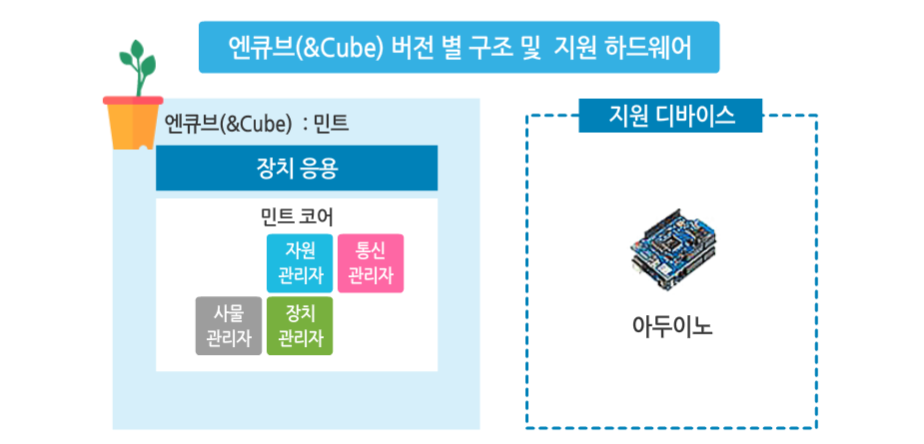 엔큐브(&Cube) 버전 별 구조 및 지원 하드웨어
엔큐브(&Cube) : 민트
장치 응용
민트 코어
자원
관리자
통신
관리자
사물
관리자
장치
관리자
지원 디바이스
아두이노